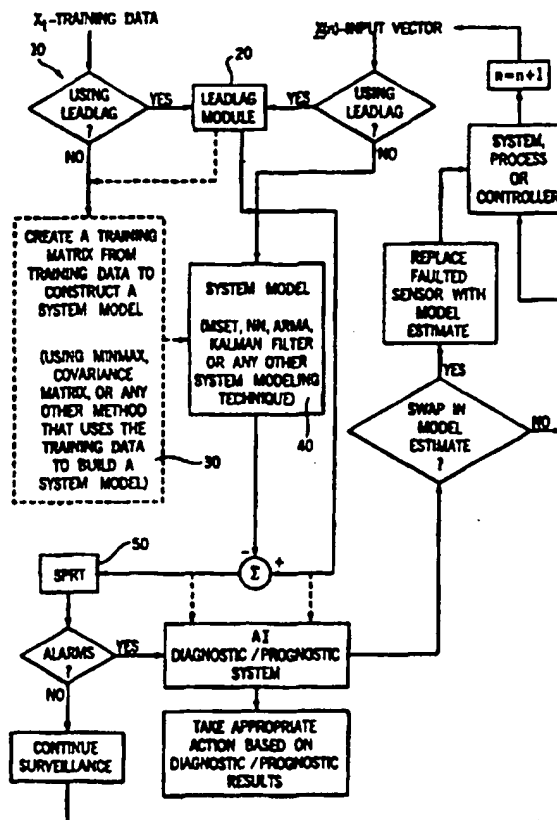 X₁-TRAINING DATA
X(n)-INPUT VECTOR
10
20
n=n+1
USING
LEADLAG
?
YES
LEADLAG
MODULE
YES
USING
LEADLAG
?
NO
NO
SYSTEM,
PROCESS
OR
CONTROLLER
CREATE A TRAINING
MATRIX FROM
TRAINING DATA TO
CONSTRUCT A
SYSTEM MODEL
(USING MINMAX,
COVARIANCE
MATRIX, OR ANY
OTHER METHOD
THAT USES THE
TRAINING DATA
TO BUILD A
SYSTEM MODEL)
30
SYSTEM MODEL
(MSET, NN, ARMA,
KALMAN FILTER
OR ANY OTHER
SYSTEM MODELING
TECHNIQUE)
40
REPLACE
FAULTED
SENSOR WITH
MODEL
ESTIMATE
YES
SWAP IN
MODEL
ESTIMATE
?
NO
50
SPRT
- Σ +
ALARMS
?
YES
NO
AI
DIAGNOSTIC/PROGNOSTIC
SYSTEM
CONTINUE
SURVEILLANCE
TAKE APPROPRIATE
ACTION BASED ON
DIAGNOSTIC/PROGNOSTIC
RESULTS